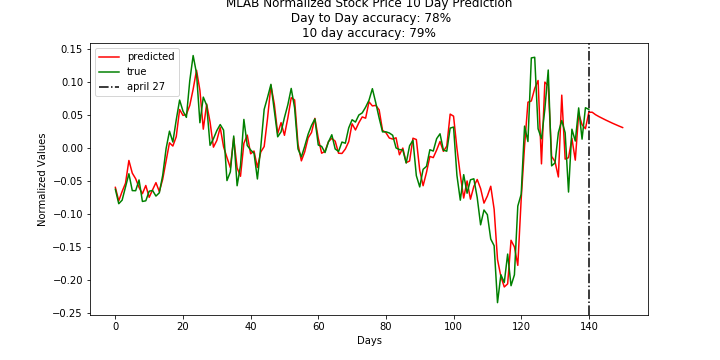 MLAB Normalized Stock Price 10 Day Prediction
Day to Day accuracy: 78%
10 day accuracy: 79%
predicted
true
april 27
Normalized Values
0.15
0.10
0.05
0.00
−0.05
−0.10
−0.15
−0.20
−0.25
0 20 40 60 80 100 120 140
Days